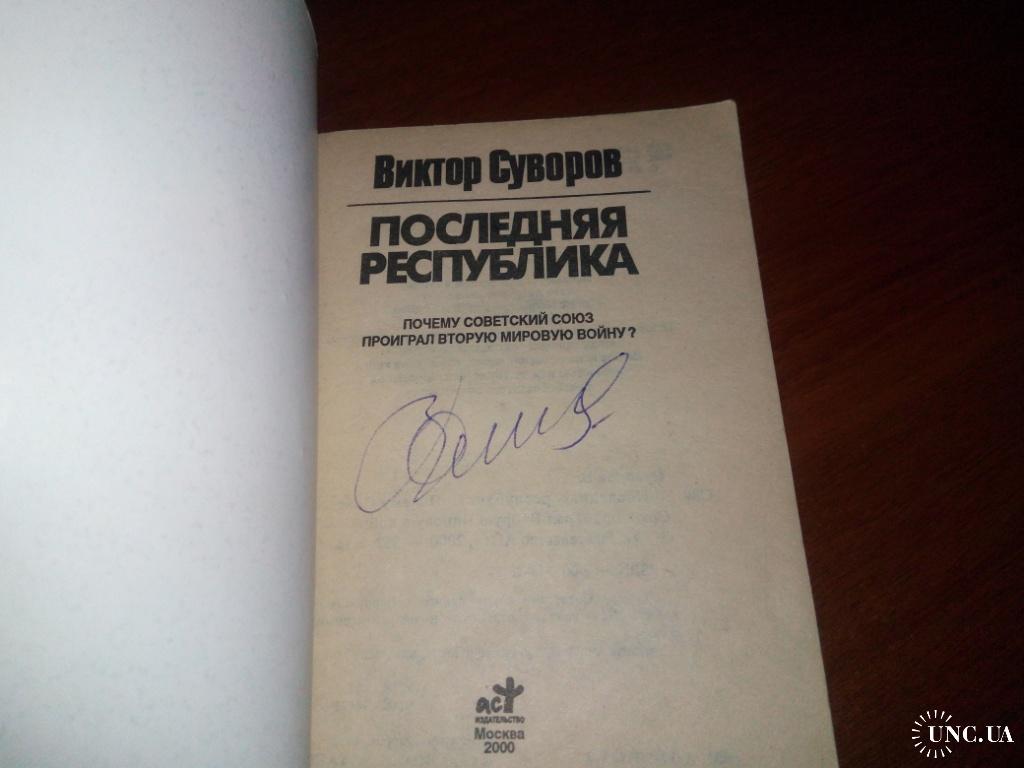 Виктор Суворов
ПОСЛЕДНЯЯ
РЕСПУБЛИКА
ПОЧЕМУ СОВЕТСКИЙ СОЮЗ
ПРОИГРАЛ ВТОРУЮ МИРОВУЮ ВОЙНУ?
аст
ИЗДАТЕЛЬСТВО
Москва
2000
UNC.UA